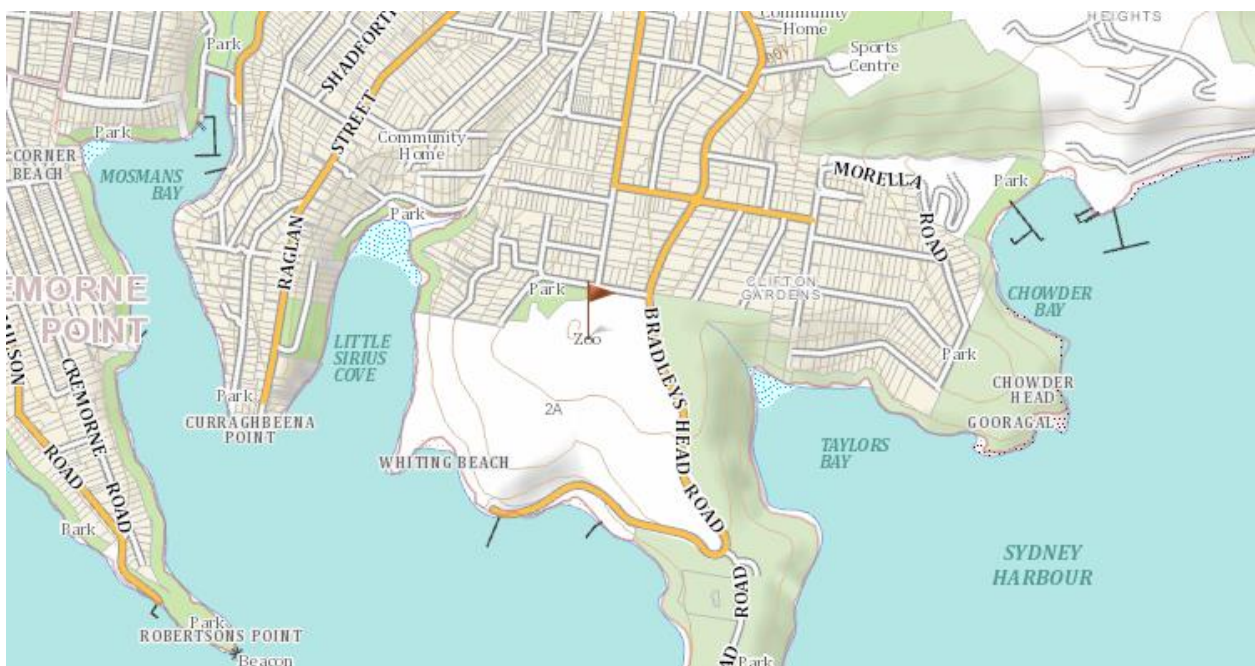 Community
Home
HEIGHTS
Park
SHADFORTH
Sports
Centre
STREET
Park
Community
Home
CORNER
BEACH
MOSMANS
BAY
MORELLA
ROAD
Park
Park
RAGLAN
EMORNE
POINT
Park
CLIFTON
GARDENS
CHOWDER
BAY
Zoo
LITTLE
SIRIUS
COVE
BRADLEYS HEAD ROAD
Park
CREMORNE
ROAD
CHOWDER
HEAD
GOORAGAL
Park
CURRAGHBEENA
POINT
2A
TAYLORS
BAY
WHITING BEACH
ROAD
Park
SYDNEY
HARBOUR
ROAD
Park
ROBERTSONS POINT
Beacon
Park